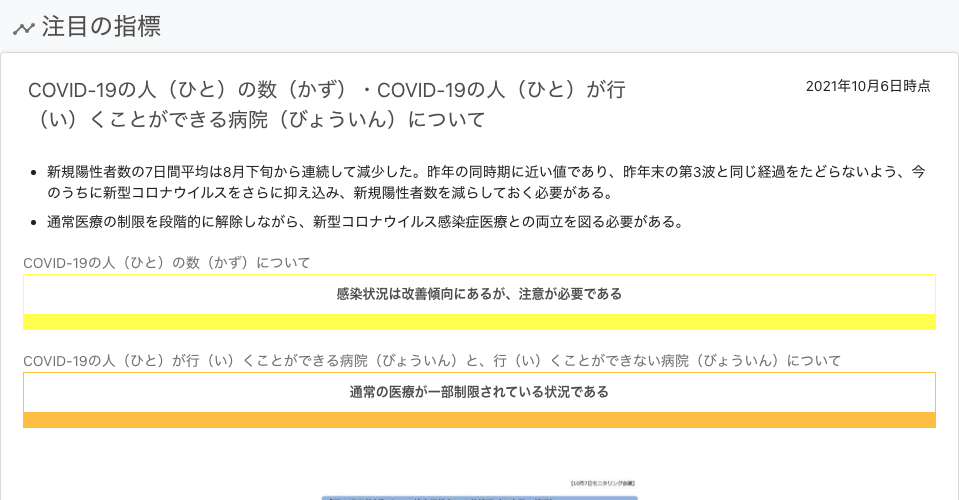 注目の指標
COVID-19の人（ひと）の数（かず）・COVID-19の人（ひと）が行
（い）くことができる病院（びょういん）について
2021年10月6日時点
新規陽性者数の7日間平均は8月下旬から連続して減少した。昨年の同時期に近い値であり、昨年末の第3波と同じ経過をたどらないよう、今
のうちに新型コロナウイルスをさらに抑え込み、新規陽性者数を減らしておく必要がある。
通常医療の制限を段階的に解除しながら、新型コロナウイルス感染症医療との両立を図る必要がある。
COVID-19の人（ひと）の数（かず）について
感染状況は改善傾向にあるが、注意が必要である
COVID-19の人（ひと）が行（い）くことができる病院（びょういん）と、行（い）くことができない病院（びょういん）について
通常の医療が一部制限されている状況である
【10月7日モニタリング会議】